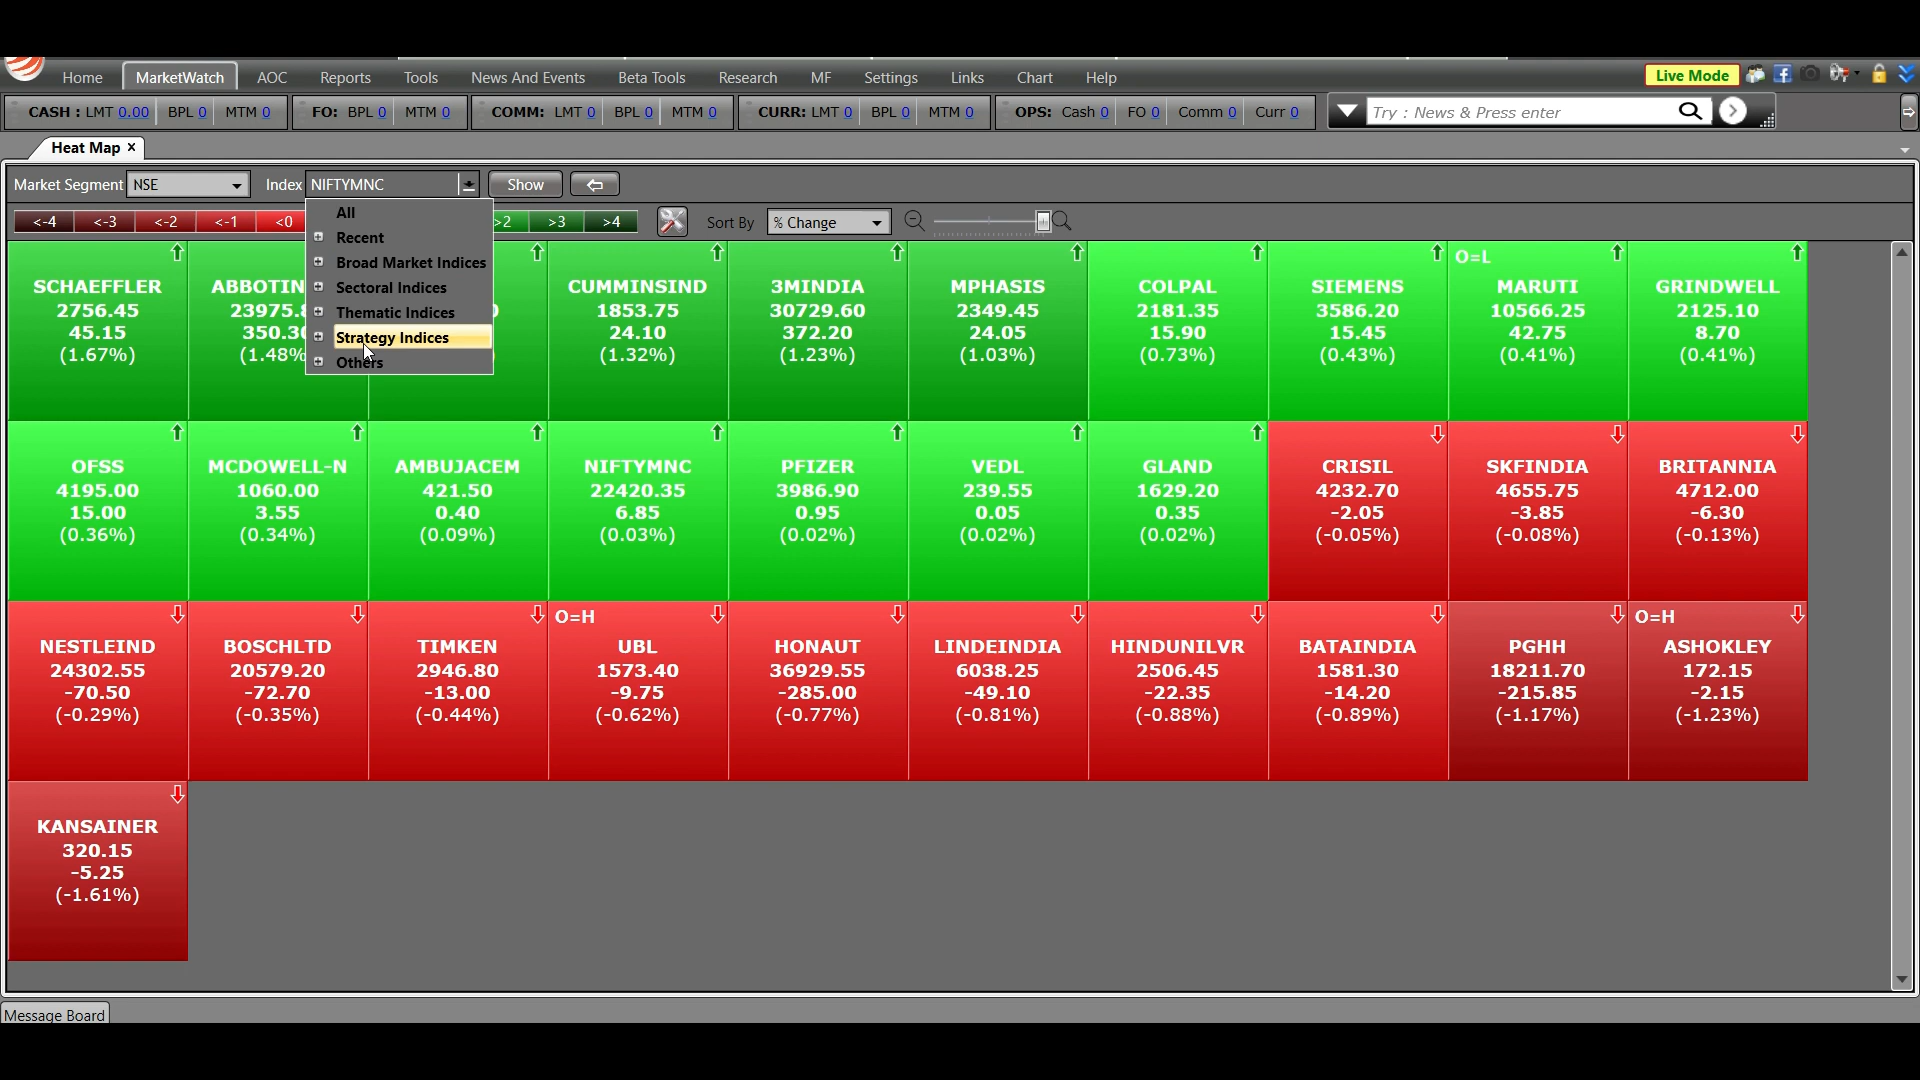 Home MarketWatch AOC Reports Tools News And Events Beta Tools Research MF Settings Links Chart Help Live Mode
CASH : LMT 0.00 BPL 0 MTM 0 FO: BPL 0 MTM 0 COMM: LMT 0 BPL 0 MTM 0 CURR: LMT 0 BPL 0 MTM 0 OPS: Cash 0 FO 0 Comm 0 Curr 0 Try : News & Press enter
Heat Map ×
Market Segment NSE Index NIFTYMNC Show
<-4 <-3 <-2 <-1 <0 >2 >3 >4 Sort By % Change
All
Recent
Broad Market Indices
Sectoral Indices
Thematic Indices
Strategy Indices
Others
O=L
SCHAEFFLER ABBOTIN CUMMINSIND 3MINDIA MPHASIS COLPAL SIEMENS MARUTI GRINDWELL
2756.45 1853.75 30729.60 2349.45 2181.35 3586.20 10566.25 2125.10
45.15 24.10 372.20 24.05 15.90 15.45 42.75 8.70
(1.67%) (1.48% (1.32%) (1.23%) (1.03%) (0.73%) (0.43%) (0.41%) (0.41%)
OFSS MCDOWELL-N AMBUJACEM NIFTYMNC PFIZER VEDL GLAND CRISIL SKFINDIA BRITANNIA
4195.00 1060.00 421.50 22420.35 3986.90 239.55 1629.20 4232.70 4655.75 4712.00
15.00 3.55 0.40 6.85 0.95 0.05 0.35 -2.05 -3.85 -6.30
(0.36%) (0.34%) (0.09%) (0.03%) (0.02%) (0.02%) (0.02%) (-0.05%) (-0.08%) (-0.13%)
O=H O=H
NESTLEIND BOSCHLTD TIMKEN UBL HONAUT LINDEINDIA HINDUNILVR BATAINDIA PGHH ASHOKLEY
24302.55 20579.20 2946.80 1573.40 36929.55 6038.25 2506.45 1581.30 18211.70 172.15
-70.50 -72.70 -13.00 -9.75 -285.00 -49.10 -22.35 -14.20 -215.85 -2.15
(-0.29%) (-0.35%) (-0.44%) (-0.62%) (-0.77%) (-0.81%) (-0.88%) (-0.89%) (-1.17%) (-1.23%)
KANSAINER
320.15
-5.25
(-1.61%)
Message Board